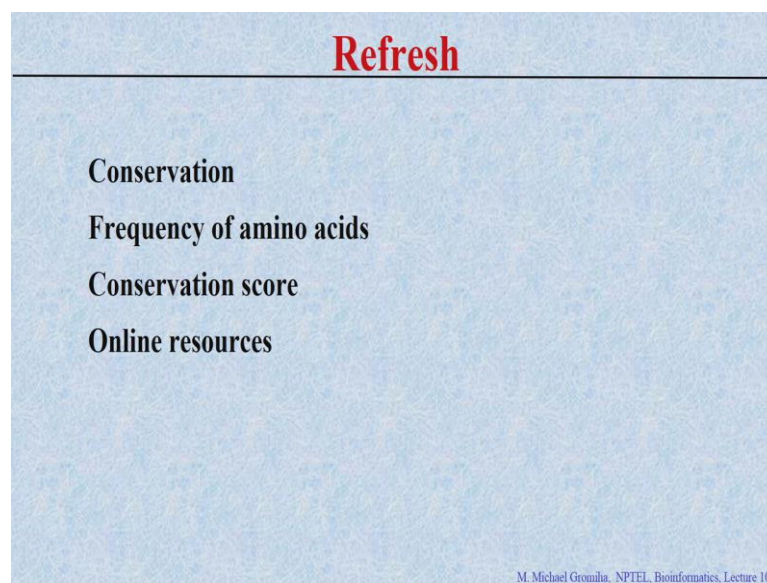 Refresh
Conservation
Frequency of amino acids
Conservation score
Online resources
M. Michael Gromiha, NPTEL, Bioinformatics, Lecture